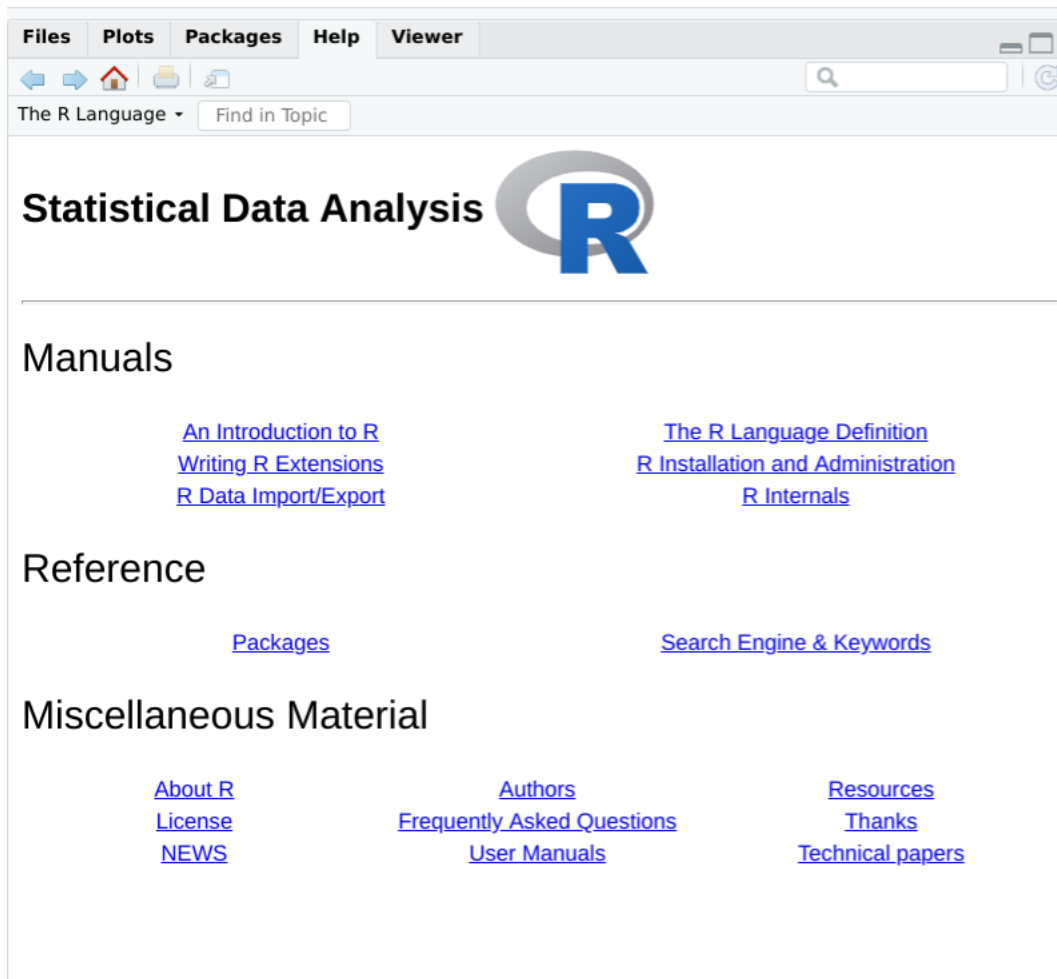 Files Plots Packages Help Viewer
The R Language Find in Topic
Statistical Data Analysis R
Manuals
An Introduction to R The R Language Definition
Writing R Extensions R Installation and Administration
R Data Import/Export R Internals
Reference
Packages Search Engine & Keywords
Miscellaneous Material
About R Authors Resources
License Frequently Asked Questions Thanks
NEWS User Manuals Technical papers